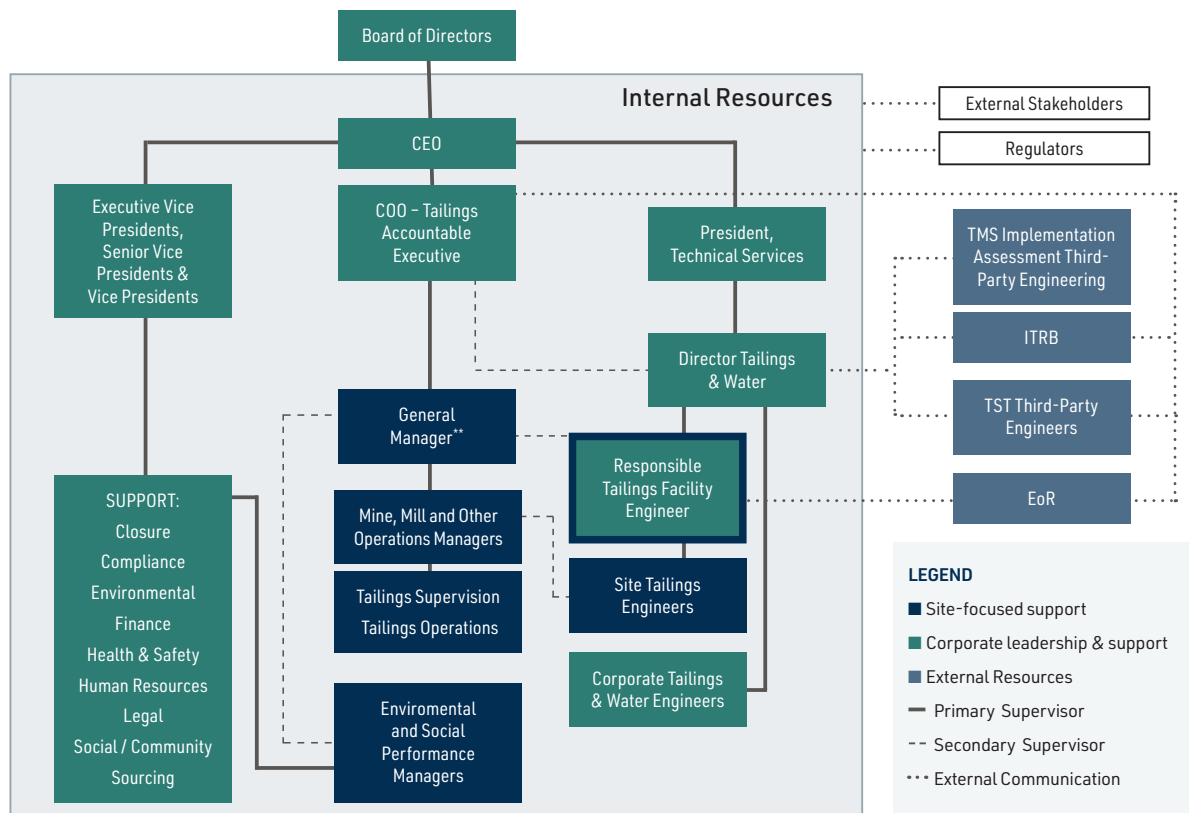 Board of Directors
Internal Resources
External Stakeholders
Regulators
CEO
Executive Vice
Presidents,
Senior Vice
Presidents &
Vice Presidents
COO – Tailings
Accountable
Executive
President,
Technical Services
TMS Implementation
Assessment Third-
Party Engineering
ITRB
Director Tailings
& Water
TST Third-Party
Engineers
General
Manager**
Responsible
Tailings Facility
Engineer
EoR
SUPPORT:
Closure
Compliance
Environmental
Finance
Health & Safety
Human Resources
Legal
Social / Community
Sourcing
Mine, Mill and Other
Operations Managers
Tailings Supervision
Tailings Operations
Site Tailings
Engineers
Corporate Tailings
& Water Engineers
Enviromental
and Social
Performance
Managers
LEGEND
Site-focused support
Corporate leadership & support
External Resources
Primary Supervisor
Secondary Supervisor
External Communication